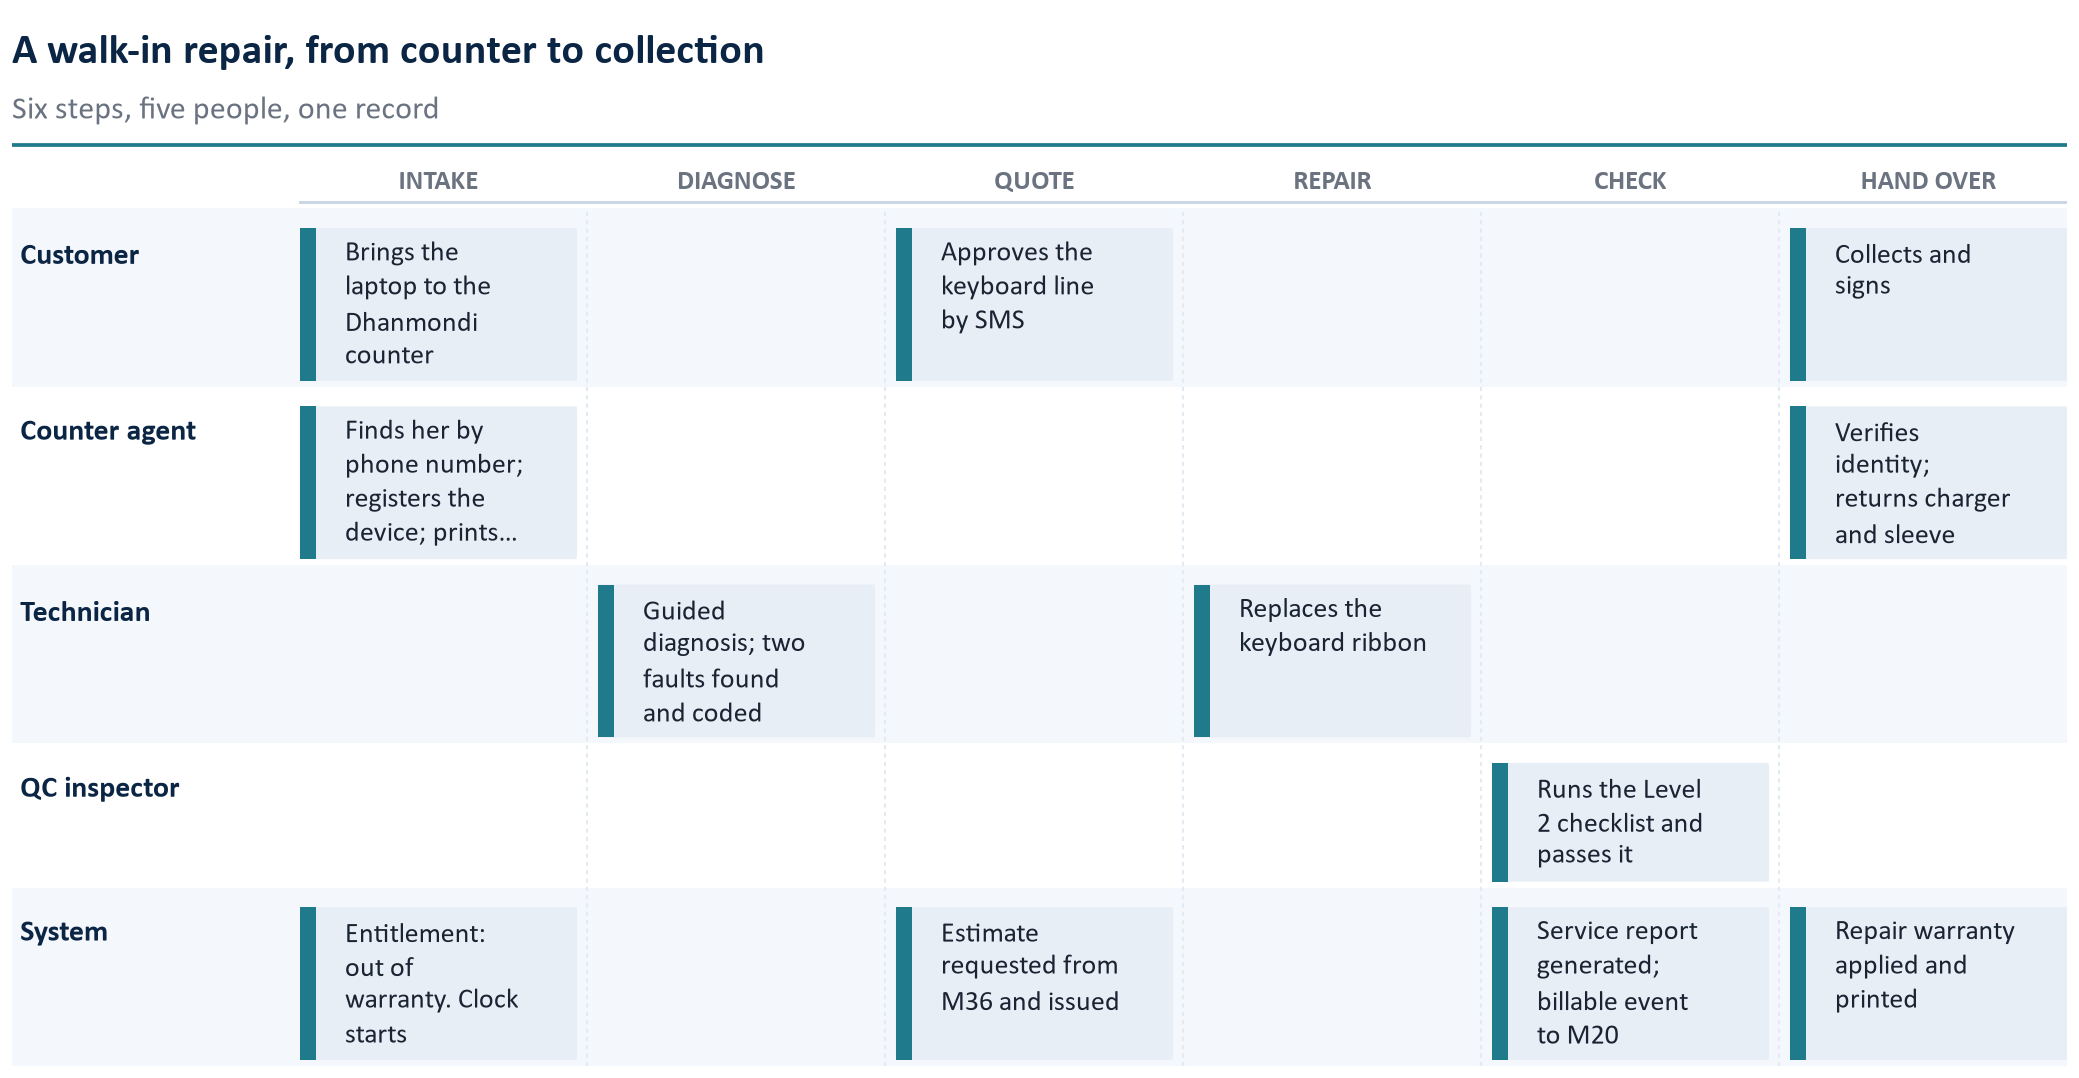 A walk-in repair, from counter to collection
Six steps, five people, one record
INTAKE
DIAGNOSE
QUOTE
REPAIR
CHECK
HAND OVER
Customer
Brings the
laptop to the
Dhanmondi
counter
Approves the
keyboard line
by SMS
Collects and
signs
Counter agent
Finds her by
phone number;
registers the
device; prints...
Verifies
identity;
returns charger
and sleeve
Technician
Guided
diagnosis; two
faults found
and coded
Replaces the
keyboard ribbon
QC inspector
Runs the Level
2 checklist and
passes it
System
Entitlement:
out of
warranty. Clock
starts
Estimate
requested from
M36 and issued
Service report
generated;
billable event
to M20
Repair warranty
applied and
printed